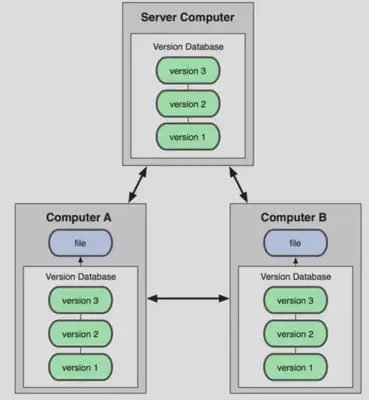 Server Computer
Version Database
version 3
version 2
version 1
Computer A
file
Version Database
version 3
version 2
version 1
Computer B
file
Version Database
version 3
version 2
version 1